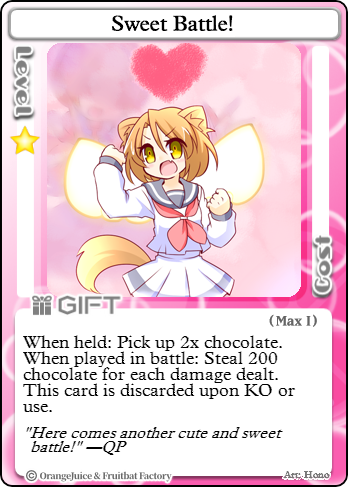 Sweet Battle!
Level
Cost
GIFT
(Max 1)
When held: Pick up 2x chocolate.
When played in battle: Steal 200
chocolate for each damage dealt.
This card is discarded upon KO or
use.
"Here comes another cute and sweet
battle!" —QP
© OrangeJuice & Fruitbat Factory
Art: Hono